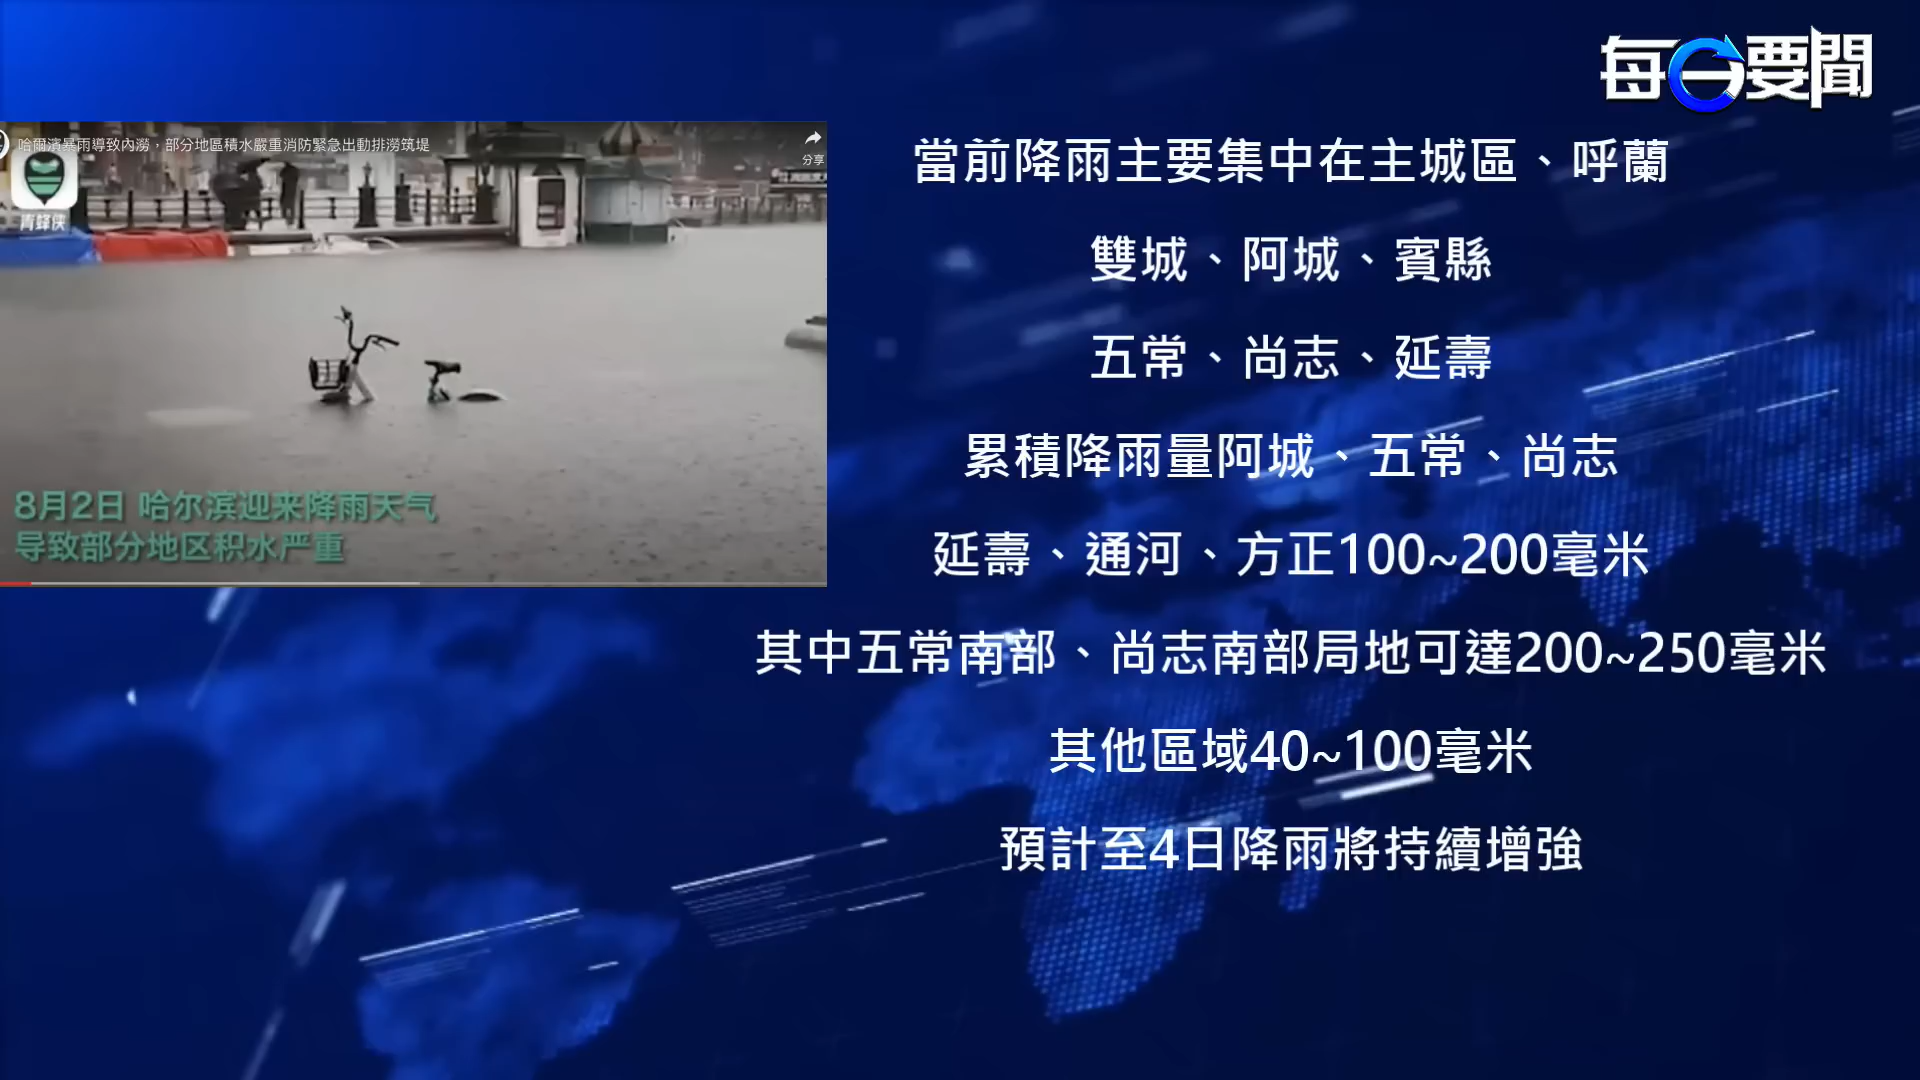 每日要聞
哈爾濱暴雨導致內澇，部分地區積水嚴重消防緊急出動排澇筑堤
分享
青蜂侠
8月2日 哈尔滨迎来降雨天气
导致部分地区积水严重
當前降雨主要集中在主城區、呼蘭
雙城、阿城、賓縣
五常、尚志、延壽
累積降雨量阿城、五常、尚志
延壽、通河、方正100~200毫米
其中五常南部、尚志南部局地可達200~250毫米
其他區域40~100毫米
預計至4日降雨將持續增強